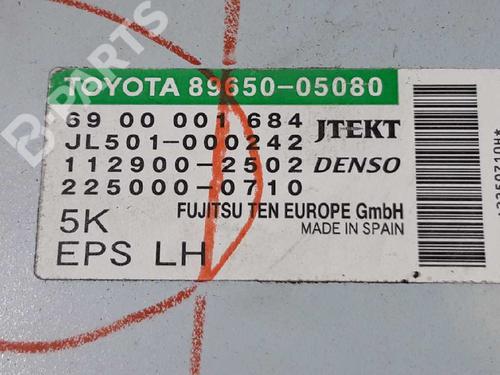 B-PARTS
TOYOTA 89650-05080
69 00 001 684
JTEKT
JL501-000242
112900-2502 DENSO
225000-0710
5K
FUJITSU TEN EUROPE GmbH
MADE IN SPAIN
EPS LH